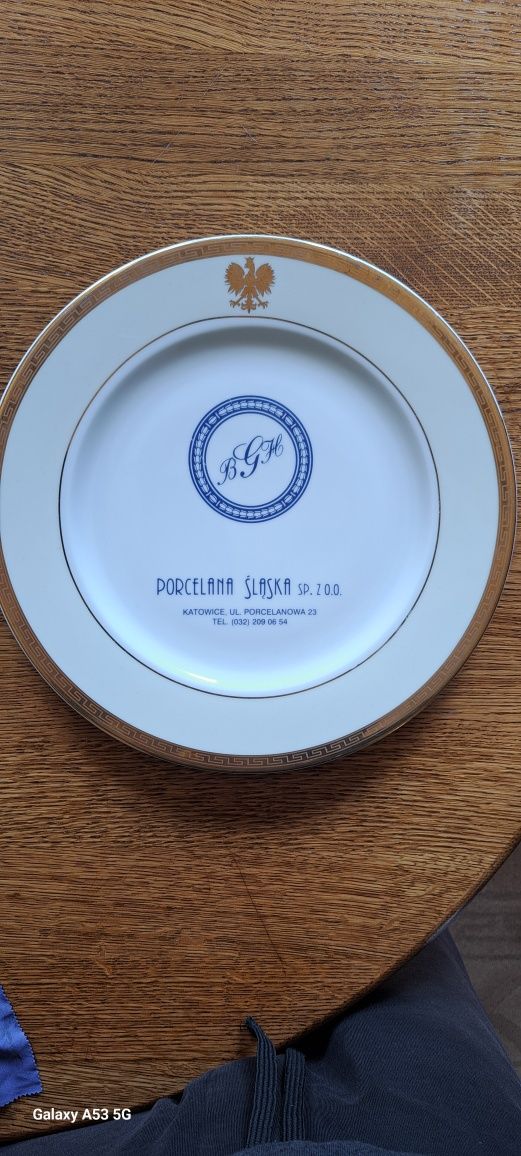 BGH
PORCELANA ŚLĄSKA SP. Z O.O.
KATOWICE, UL. PORCELANOWA 23
TEL. (032) 209 06 54
Galaxy A53 5G